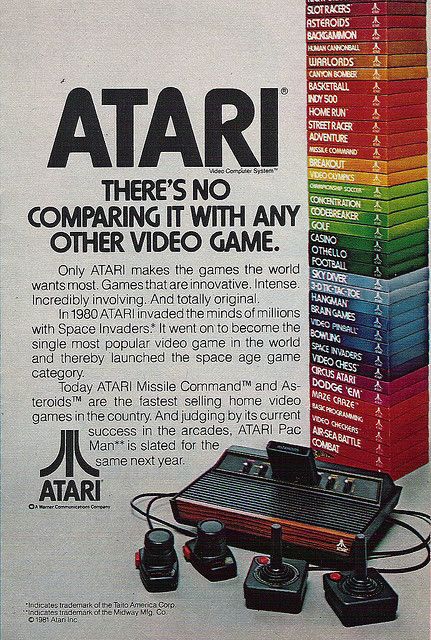 ATARI®
Video Computer System™
THERE'S NO
COMPARING IT WITH ANY
OTHER VIDEO GAME.
Only ATARI makes the games the world
wants most. Games that are innovative. Intense.
Incredibly involving. And totally original.
In 1980 ATARI invaded the minds of millions
with Space Invaders.* It went on to become the
single most popular video game in the world
and thereby launched the space age game
category.
Today ATARI Missile Command™ and As-
teroids™ are the fastest selling home video
games in the country. And judging by its current
success in the arcades, ATARI Pac
Man** is slated for the
same next year.
ATARI®
A Warner Communications Company
*Indicates trademark of the Taito America Corp.
**Indicates trademark of the Midway Mfg. Co.
© 1981 Atari Inc.
SLOT RACERS
ASTEROIDS
BACKGAMMON
HUMAN CANNONBALL
WARLORDS
CANYON BOMBER
BASKETBALL
INDY 500
HOME RUN
STREET RACER
ADVENTURE
MISSILE COMMAND
BREAKOUT
VIDEO OLYMPICS
CHAMPIONSHIP SOCCER
CONCENTRATION
CODEBREAKER
GOLF
CASINO
OTHELLO
FOOTBALL
SKY DIVER
3-D TIC-TAC-TOE
HANGMAN
BRAIN GAMES
VIDEO PINBALL
BOWLING
SPACE INVADERS
VIDEO CHESS
CIRCUS ATARI
DODGE 'EM
MAZE CRAZE
BASIC PROGRAMMING
VIDEO CHECKERS
AIR-SEA BATTLE
COMBAT